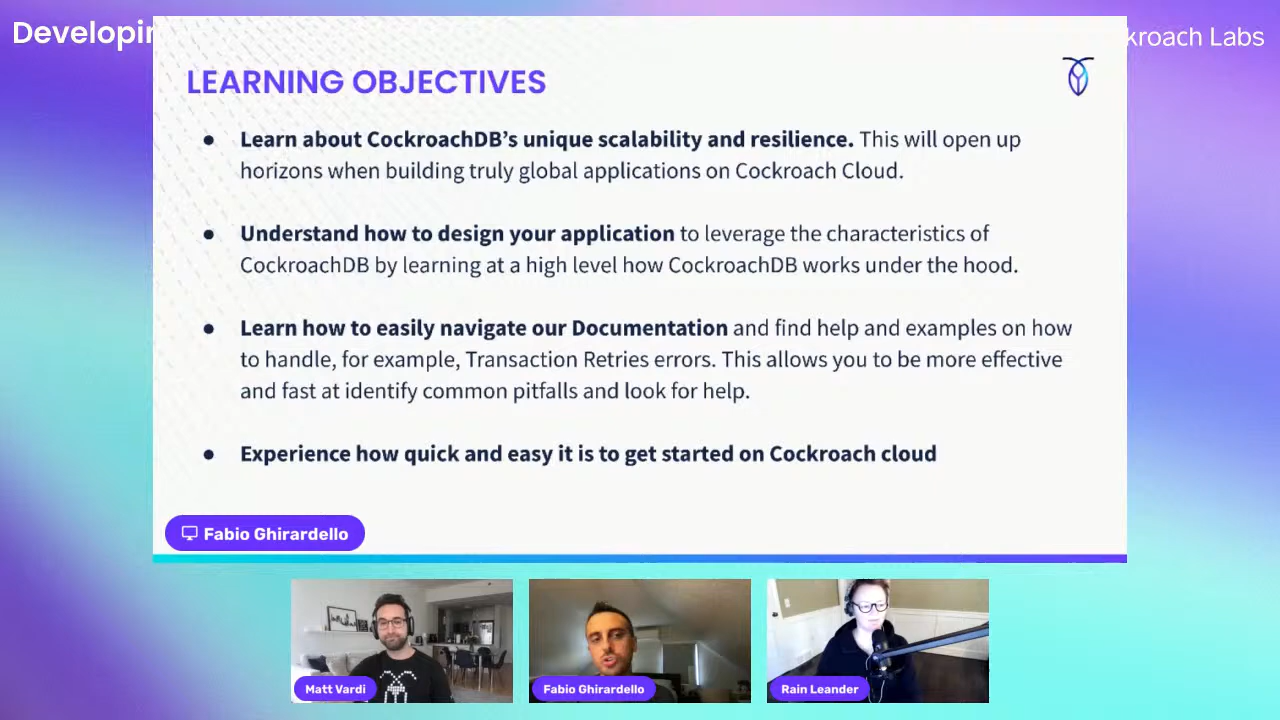 Developin
kroach Labs
LEARNING OBJECTIVES
● Learn about CockroachDB’s unique scalability and resilience. This will open up
horizons when building truly global applications on Cockroach Cloud.
● Understand how to design your application to leverage the characteristics of
CockroachDB by learning at a high level how CockroachDB works under the hood.
● Learn how to easily navigate our Documentation and find help and examples on how
to handle, for example, Transaction Retries errors. This allows you to be more effective
and fast at identify common pitfalls and look for help.
● Experience how quick and easy it is to get started on Cockroach cloud
Fabio Ghirardello
Matt Vardi
Fabio Ghirardello
Rain Leander